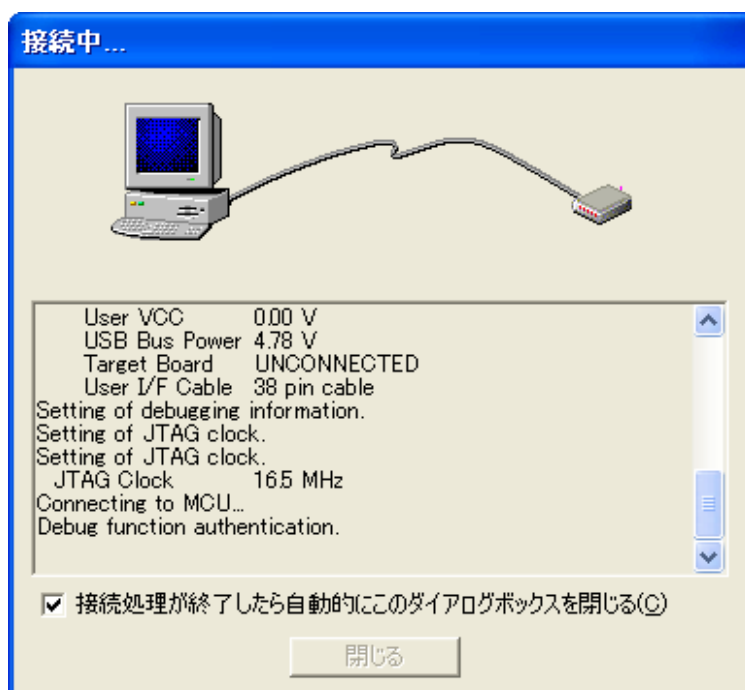 接続中...
User VCC 0.00 V
USB Bus Power 4.78 V
Target Board UNCONNECTED
User I/F Cable 38 pin cable
Setting of debugging information.
Setting of JTAG clock.
Setting of JTAG clock.
JTAG Clock 16.5 MHz
Connecting to MCU...
Debug function authentication.
接続処理が終了したら自動的にこのダイアログボックスを閉じる(C)
閉じる